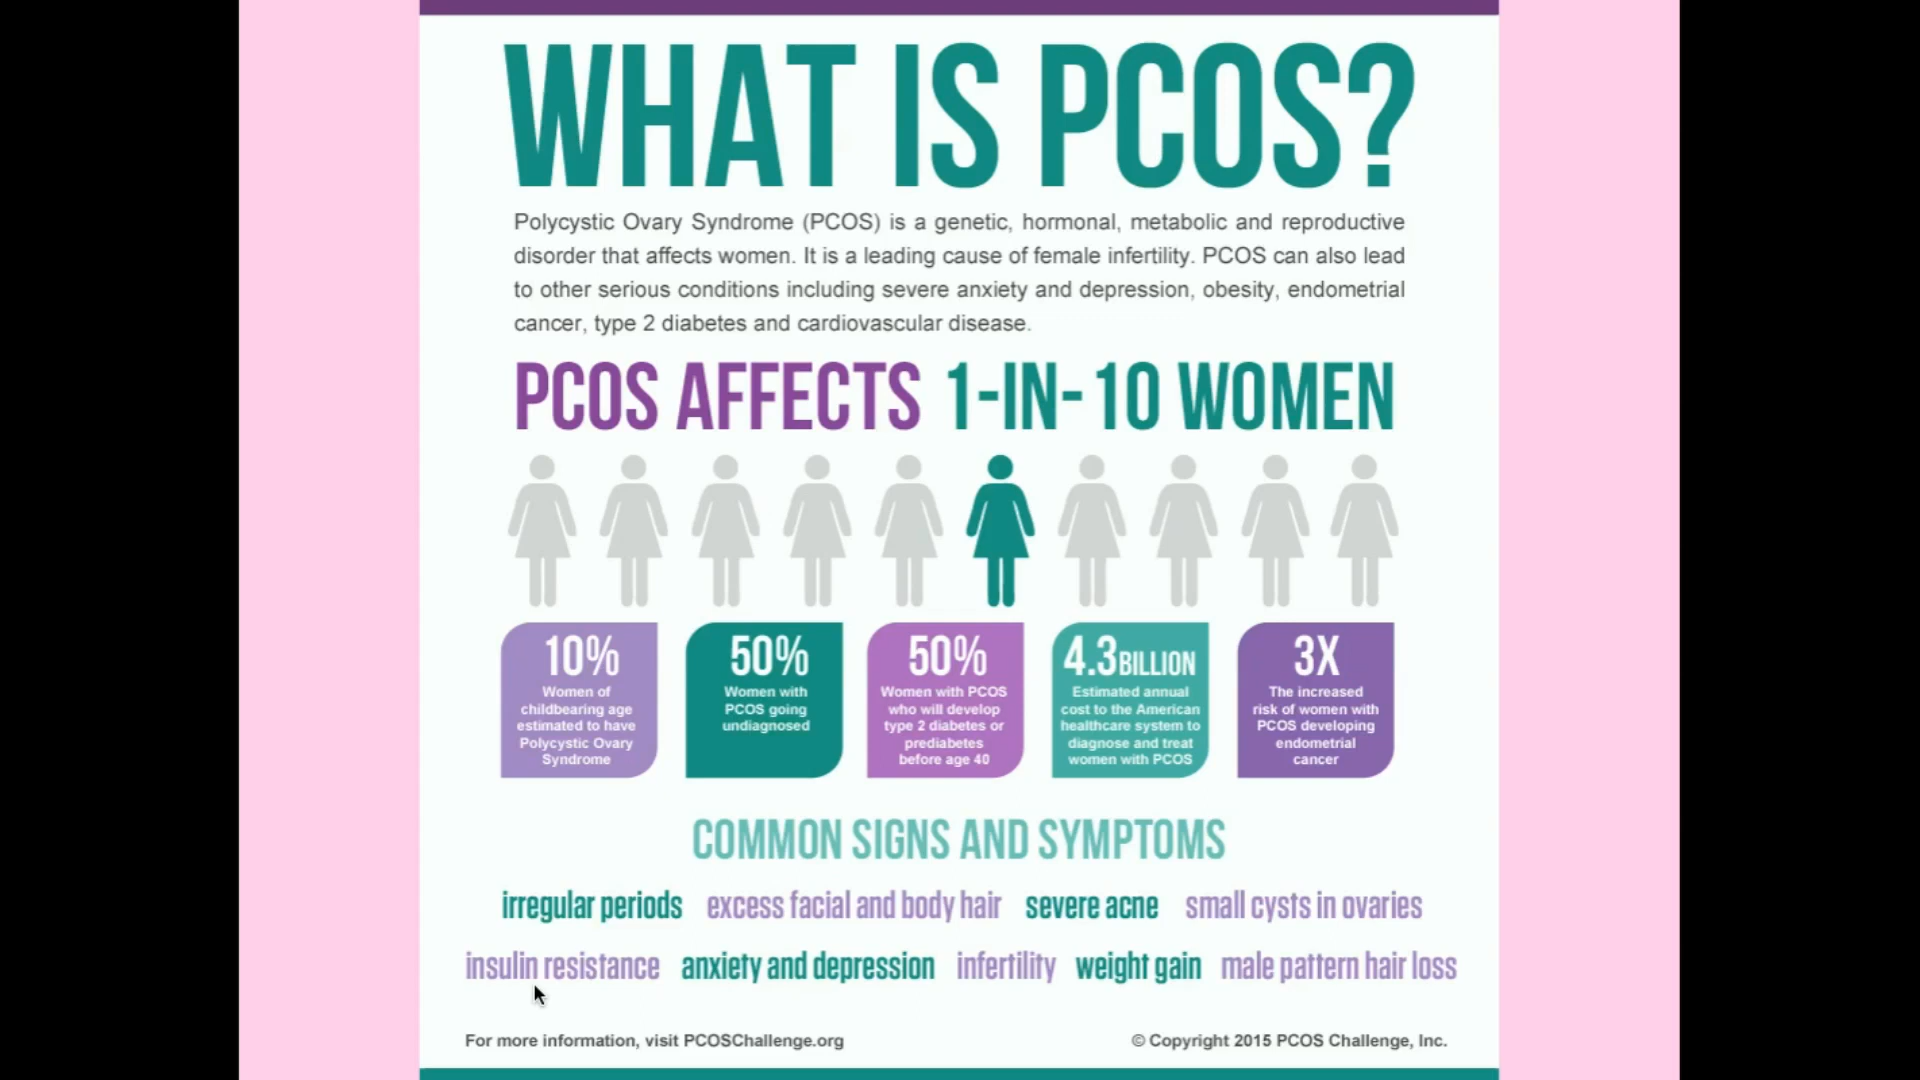 WHAT IS PCOS?
Polycystic Ovary Syndrome (PCOS) is a genetic, hormonal, metabolic and reproductive
disorder that affects women. It is a leading cause of female infertility. PCOS can also lead
to other serious conditions including severe anxiety and depression, obesity, endometrial
cancer, type 2 diabetes and cardiovascular disease.
PCOS AFFECTS 1-IN-10 WOMEN
10%
Women of
childbearing age
estimated to have
Polycystic Ovary
Syndrome
50%
Women with
PCOS going
undiagnosed
50%
Women with PCOS
who will develop
type 2 diabetes or
prediabetes
before age 40
4.3 BILLION
Estimated annual
cost to the American
healthcare system to
diagnose and treat
women with PCOS
3X
The increased
risk of women with
PCOS developing
endometrial
cancer
COMMON SIGNS AND SYMPTOMS
irregular periods excess facial and body hair severe acne small cysts in ovaries
insulin resistance anxiety and depression infertility weight gain male pattern hair loss
For more information, visit PCOSChallenge.org
© Copyright 2015 PCOS Challenge, Inc.